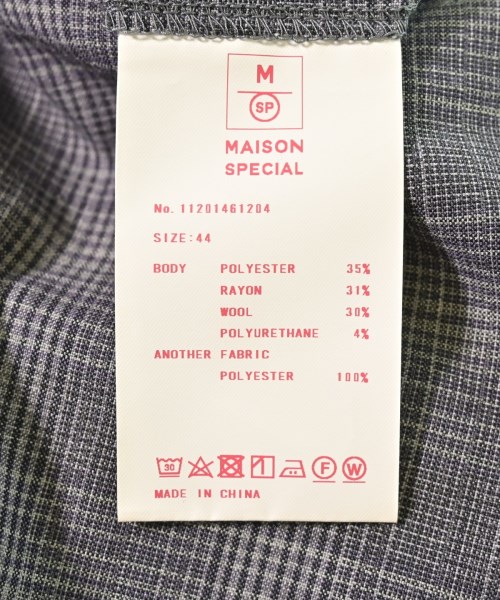 M
SP
MAISON
SPECIAL
No. 11201461204
SIZE:44
BODY POLYESTER 35%
RAYON 31%
WOOL 30%
POLYURETHANE 4%
ANOTHER FABRIC
POLYESTER 100%
30 F W
MADE IN CHINA